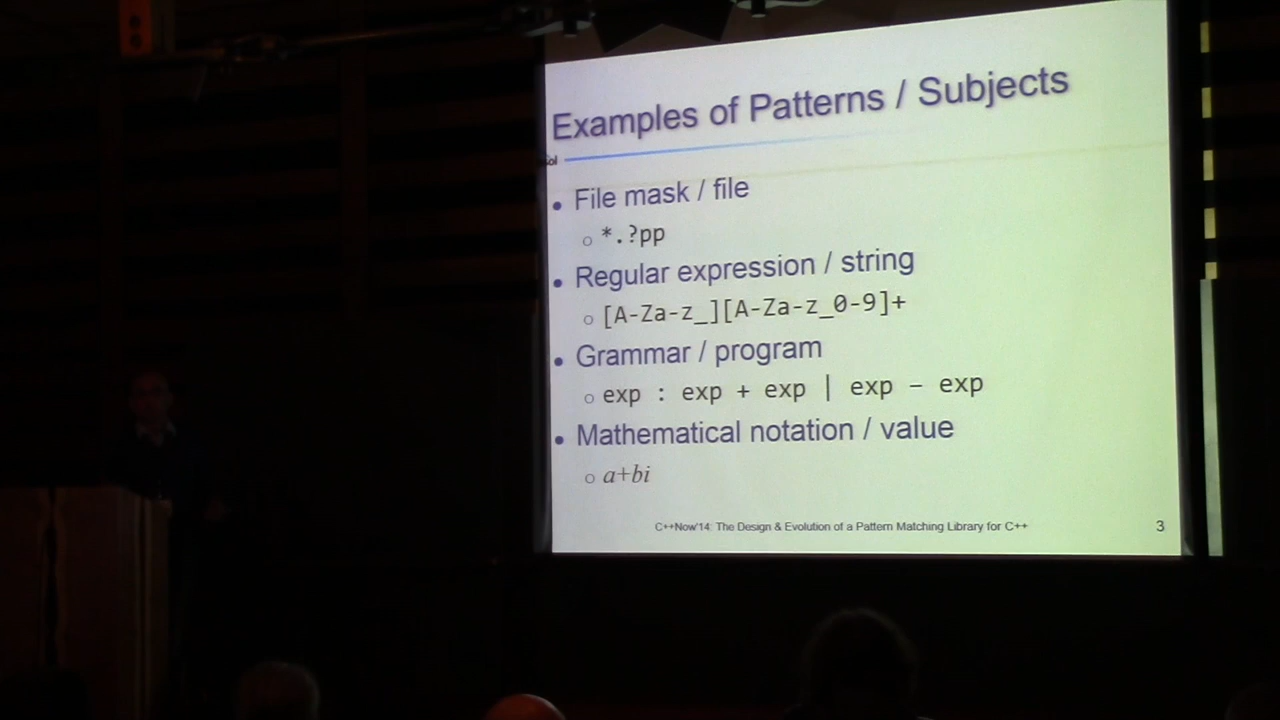 Examples of Patterns / Subjects
• File mask / file
○ *.?pp
• Regular expression / string
○ [A-Za-z_][A-Za-z_0-9]+
• Grammar / program
○ exp : exp + exp | exp − exp
• Mathematical notation / value
○ a+bi
C++Now'14: The Design & Evolution of a Pattern Matching Library for C++
3